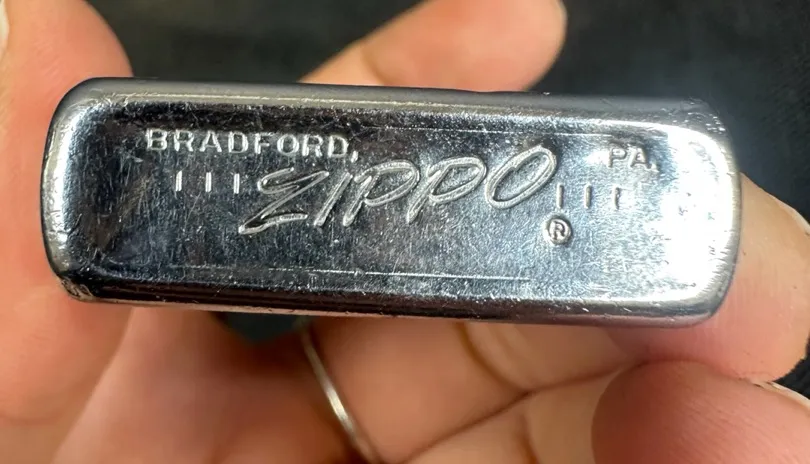 BRADFORD, PA.
||| ZIPPO |||
®